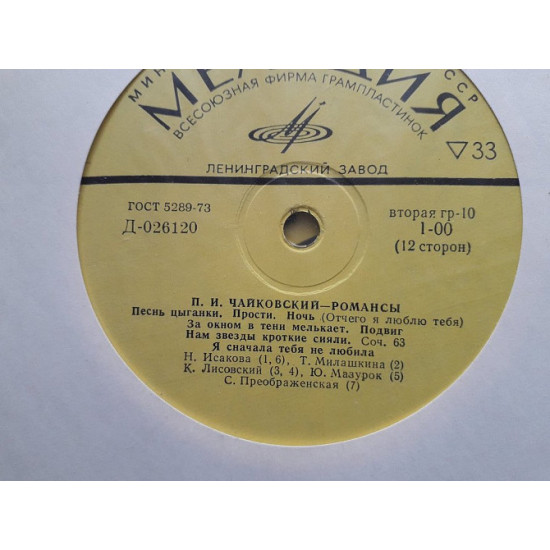 МИН
ССР
МЕЛОДИЯ
ВСЕСОЮЗНАЯ ФИРМА ГРАМПЛАСТИНОК
▽33
ЛЕНИНГРАДСКИЙ ЗАВОД
ГОСТ 5289-73
вторая гр-10
Д-026120
1-00
(12 сторон)
П. И. ЧАЙКОВСКИЙ—РОМАНСЫ
Песнь цыганки. Прости. Ночь (Отчего я люблю тебя)
За окном в тени мелькает. Подвиг
Нам звезды кроткие сияли. Соч. 63
Я сначала тебя не любила
Н. Исакова (1, 6), Т. Милашкина (2)
К. Лисовский (3, 4), Ю. Мазурок (5)
С. Преображенская (7)